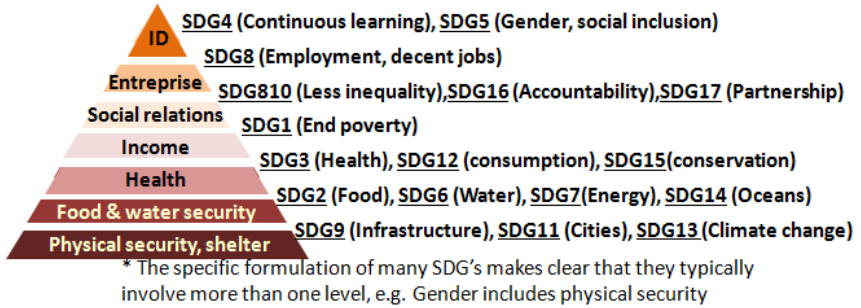 ID
SDG4 (Continuous learning), SDG5 (Gender, social inclusion)
SDG8 (Employment, decent jobs)
Entreprise
SDG810 (Less inequality),SDG16 (Accountability),SDG17 (Partnership)
Social relations
SDG1 (End poverty)
Income
SDG3 (Health), SDG12 (consumption), SDG15(conservation)
Health
SDG2 (Food), SDG6 (Water), SDG7(Energy), SDG14 (Oceans)
Food & water security
SDG9 (Infrastructure), SDG11 (Cities), SDG13(Climate change)
Physical security, shelter
* The specific formulation of many SDG's makes clear that they typically
involve more than one level, e.g. Gender includes physical security